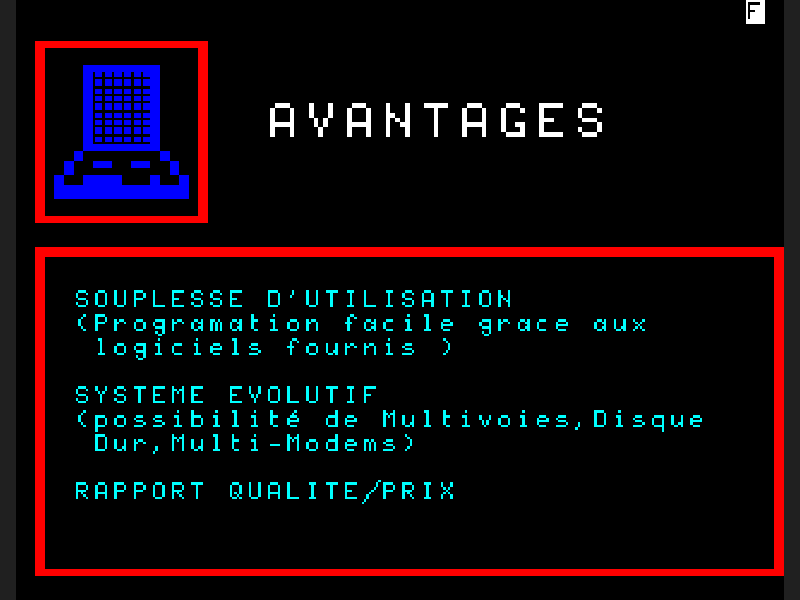 F
AVANTAGES
SOUPLESSE D'UTILISATION
(Programation facile grace aux
logiciels fournis )
SYSTEME EVOLUTIF
(possibilité de Multivoies,Disque
Dur,Multi-Modems)
RAPPORT QUALITE/PRIX